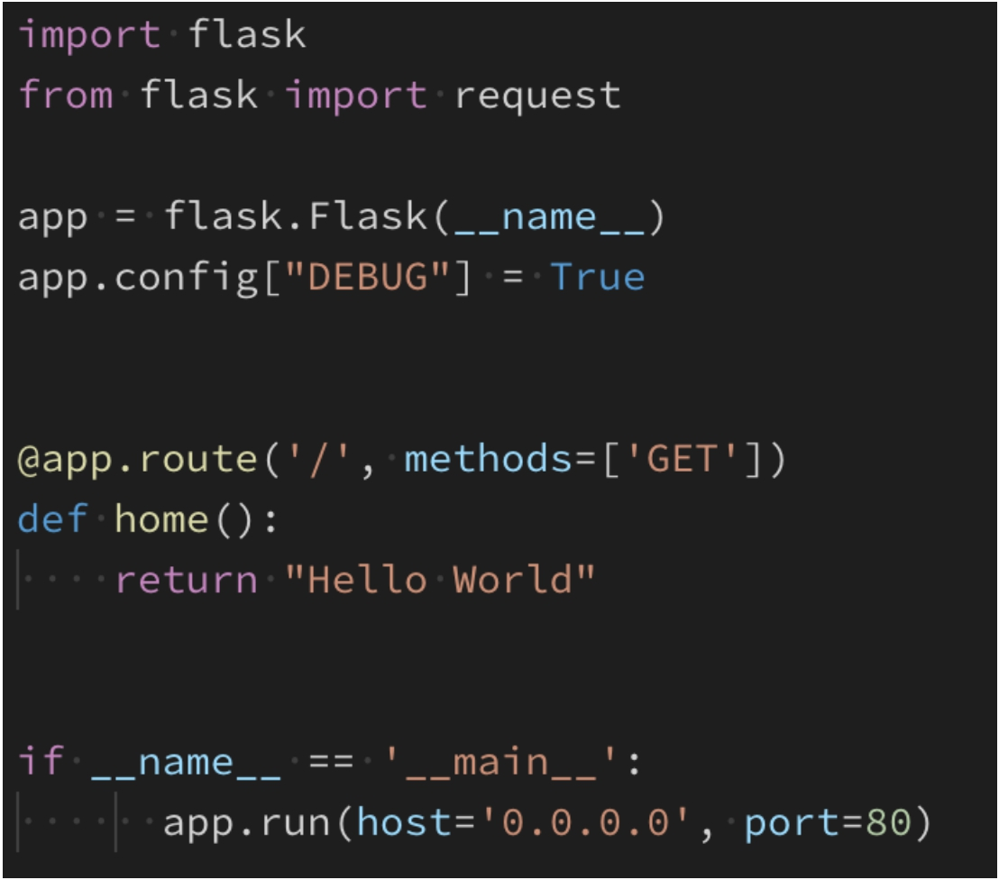 import flask
from flask import request
app = flask.Flask(__name__)
app.config["DEBUG"] = True
@app.route('/', methods=['GET'])
def home():
    return "Hello World"
if __name__ == '__main__':
      app.run(host='0.0.0.0', port=80)